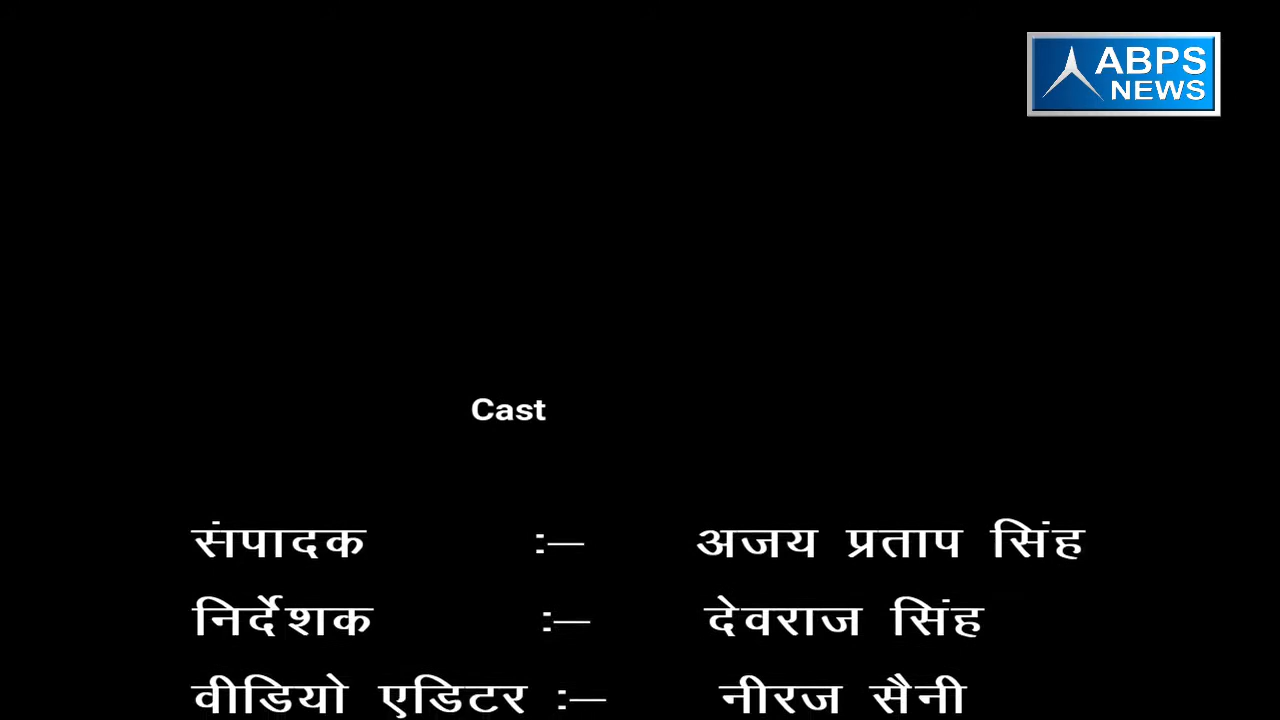 ABPS
NEWS
Cast
संपादक :— अजय प्रताप सिंह
निर्देशक :— देवराज सिंह
वीडियो एडिटर :— नीरज सैनी